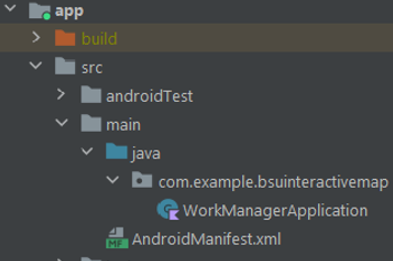 app
build
src
androidTest
main
java
com.example.bsuinteractivemap
WorkManagerApplication
AndroidManifest.xml